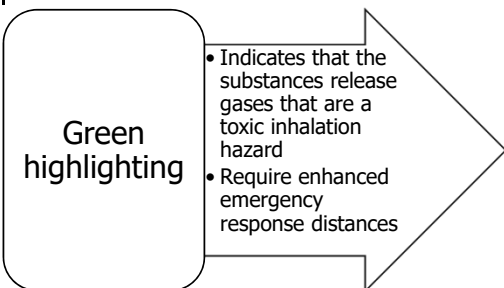 Green
highlighting
• Indicates that the
substances release
gases that are a
toxic inhalation
hazard
• Require enhanced
emergency
response distances